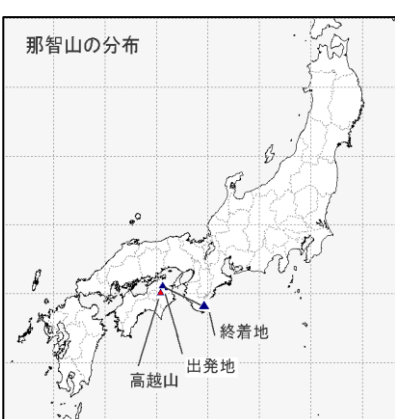 那智山の分布
終着地
出発地
高越山